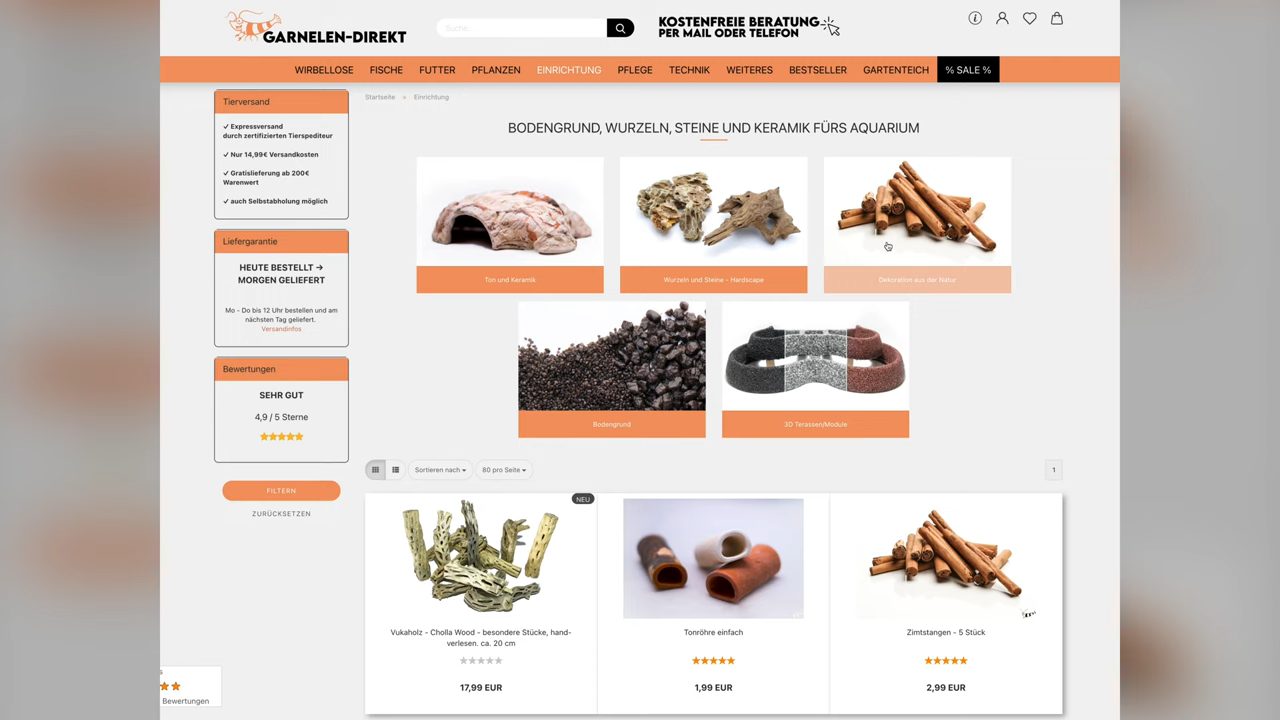 GARNELEN-DIREKT
Suche...
KOSTENFREIE BERATUNG
PER MAIL ODER TELEFON
WIRBELLOSE FISCHE FUTTER PFLANZEN EINRICHTUNG PFLEGE TECHNIK WEITERES BESTSELLER GARTENTEICH % SALE %
Tierversand
✓ Expressversand
durch zertifizierten Tierspediteur
✓ Nur 14,99€ Versandkosten
✓ Gratislieferung ab 200€
Warenwert
✓ auch Selbstabholung möglich
Liefergarantie
HEUTE BESTELLT →
MORGEN GELIEFERT
Mo - Do bis 12 Uhr bestellen und am
nächsten Tag geliefert.
Versandinfos
Bewertungen
SEHR GUT
4,9 / 5 Sterne
FILTERN
ZURÜCKSETZEN
Startseite » Einrichtung
BODENGRUND, WURZELN, STEINE UND KERAMIK FÜRS AQUARIUM
Ton und Keramik
Wurzeln und Steine - Hardscape
Dekoration aus der Natur
Bodengrund
3D Terassen/Module
Sortieren nach
80 pro Seite
1
NEU
Vukaholz - Cholla Wood - besondere Stücke, hand-
verlesen. ca. 20 cm
17,99 EUR
Tonröhre einfach
1,99 EUR
Zimtstangen - 5 Stück
2,99 EUR
s
Bewertungen